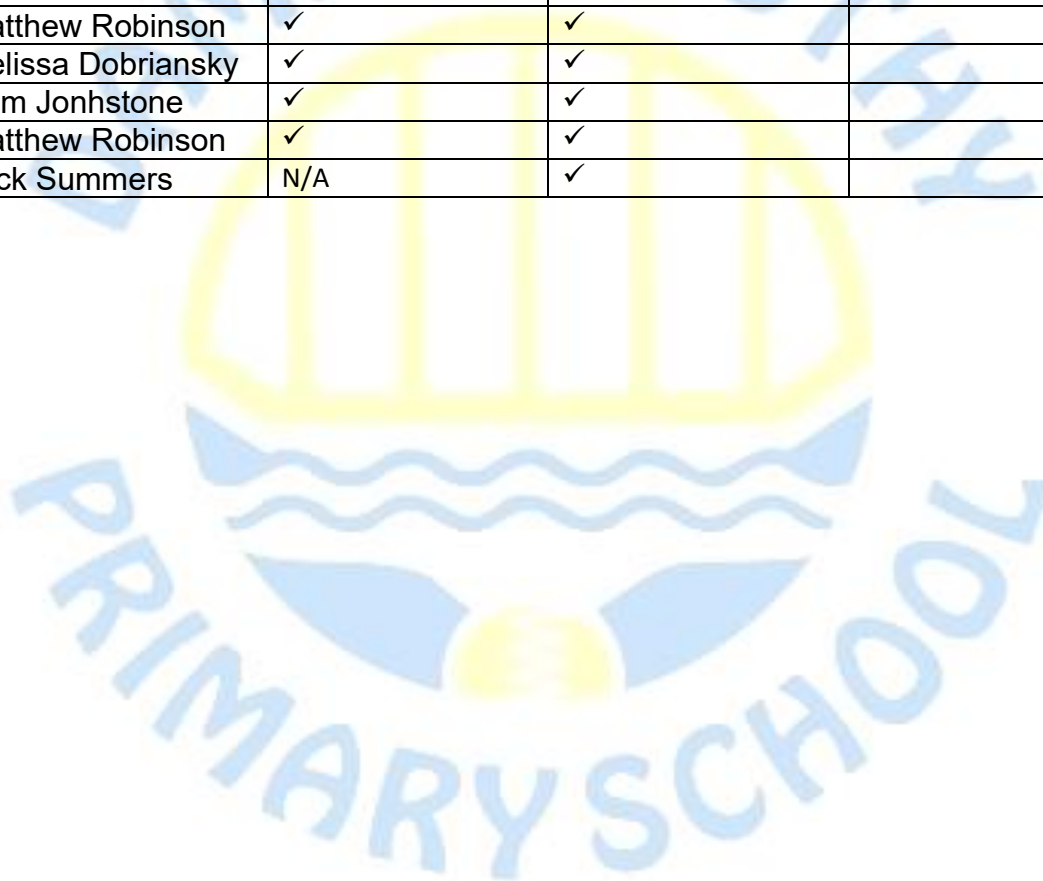 atthew Robinson ✓ ✓
elissa Dobriansky ✓ ✓
m Jonhstone ✓ ✓
atthew Robinson ✓ ✓
ck Summers N/A ✓
PRIMARY SCHOOL